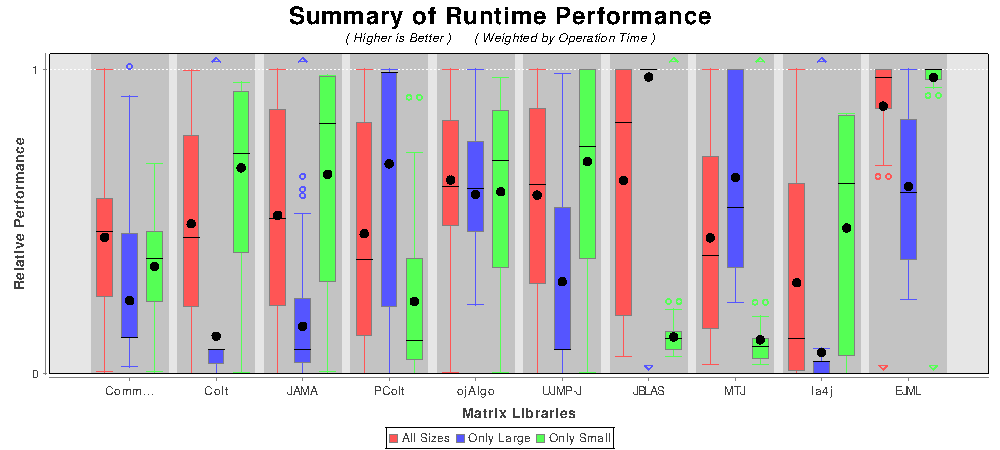 Summary of Runtime Performance
( Higher is Better ) ( Weighted by Operation Time )
1
Relative Performance
0
Comm... Colt JAMA PColt ojAlgo UJMP-J JBLAS MTJ la4j EJML
Matrix Libraries
All Sizes Only Large Only Small